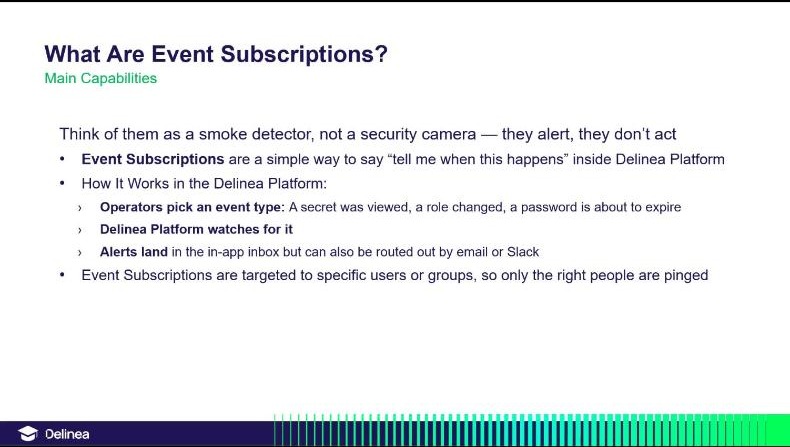 What Are Event Subscriptions?
Main Capabilities
Think of them as a smoke detector, not a security camera — they alert, they don't act
• Event Subscriptions are a simple way to say “tell me when this happens” inside Delinea Platform
• How It Works in the Delinea Platform:
› Operators pick an event type: A secret was viewed, a role changed, a password is about to expire
› Delinea Platform watches for it
› Alerts land in the in-app inbox but can also be routed out by email or Slack
• Event Subscriptions are targeted to specific users or groups, so only the right people are pinged
Delinea